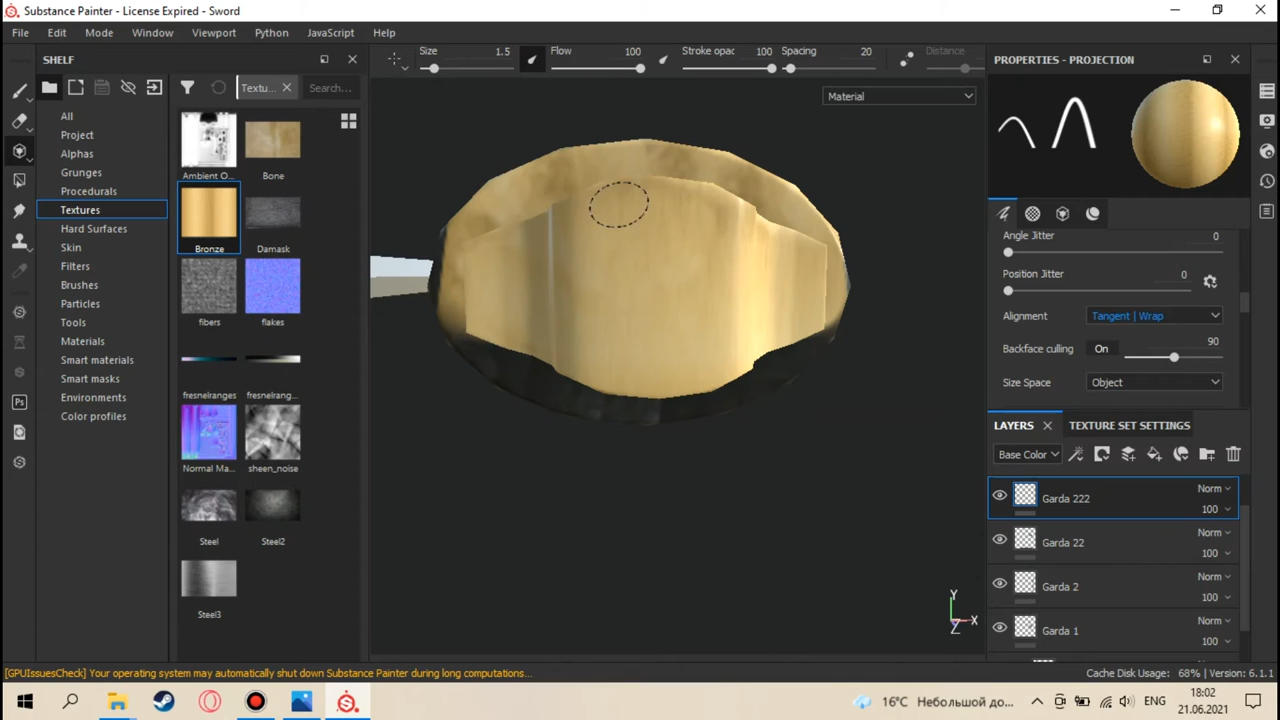 Substance Painter - License Expired - Sword
File Edit Mode Window Viewport Python JavaScript Help
SHELF
Size 1.5 Flow 100 Stroke opac 100 Spacing 20 Distance
PROPERTIES - PROJECTION
Textu...
Search...
Material
All
Project
Alphas
Grunges
Procedurals
Textures
Hard Surfaces
Skin
Filters
Brushes
Particles
Tools
Materials
Smart materials
Smart masks
Environments
Color profiles
Ambient O... Bone
Bronze Damask
fibers flakes
fresnelranges fresnelrang...
Normal Ma... sheen_noise
Steel Steel2
Steel3
Angle Jitter 0
Position Jitter 0
Alignment Tangent | Wrap
Backface culling On 90
Size Space Object
LAYERS TEXTURE SET SETTINGS
Base Color
Garda 222 Norm 100
Garda 22 Norm 100
Garda 2 Norm 100
Garda 1 Norm 100
Y
X
Z
Ps
[GPUIssuesCheck] Your operating system may automatically shut down Substance Painter during long computations...
Cache Disk Usage: 68% | Version: 6.1.1
16°C Небольшой до...
ENG
18:02
21.06.2021